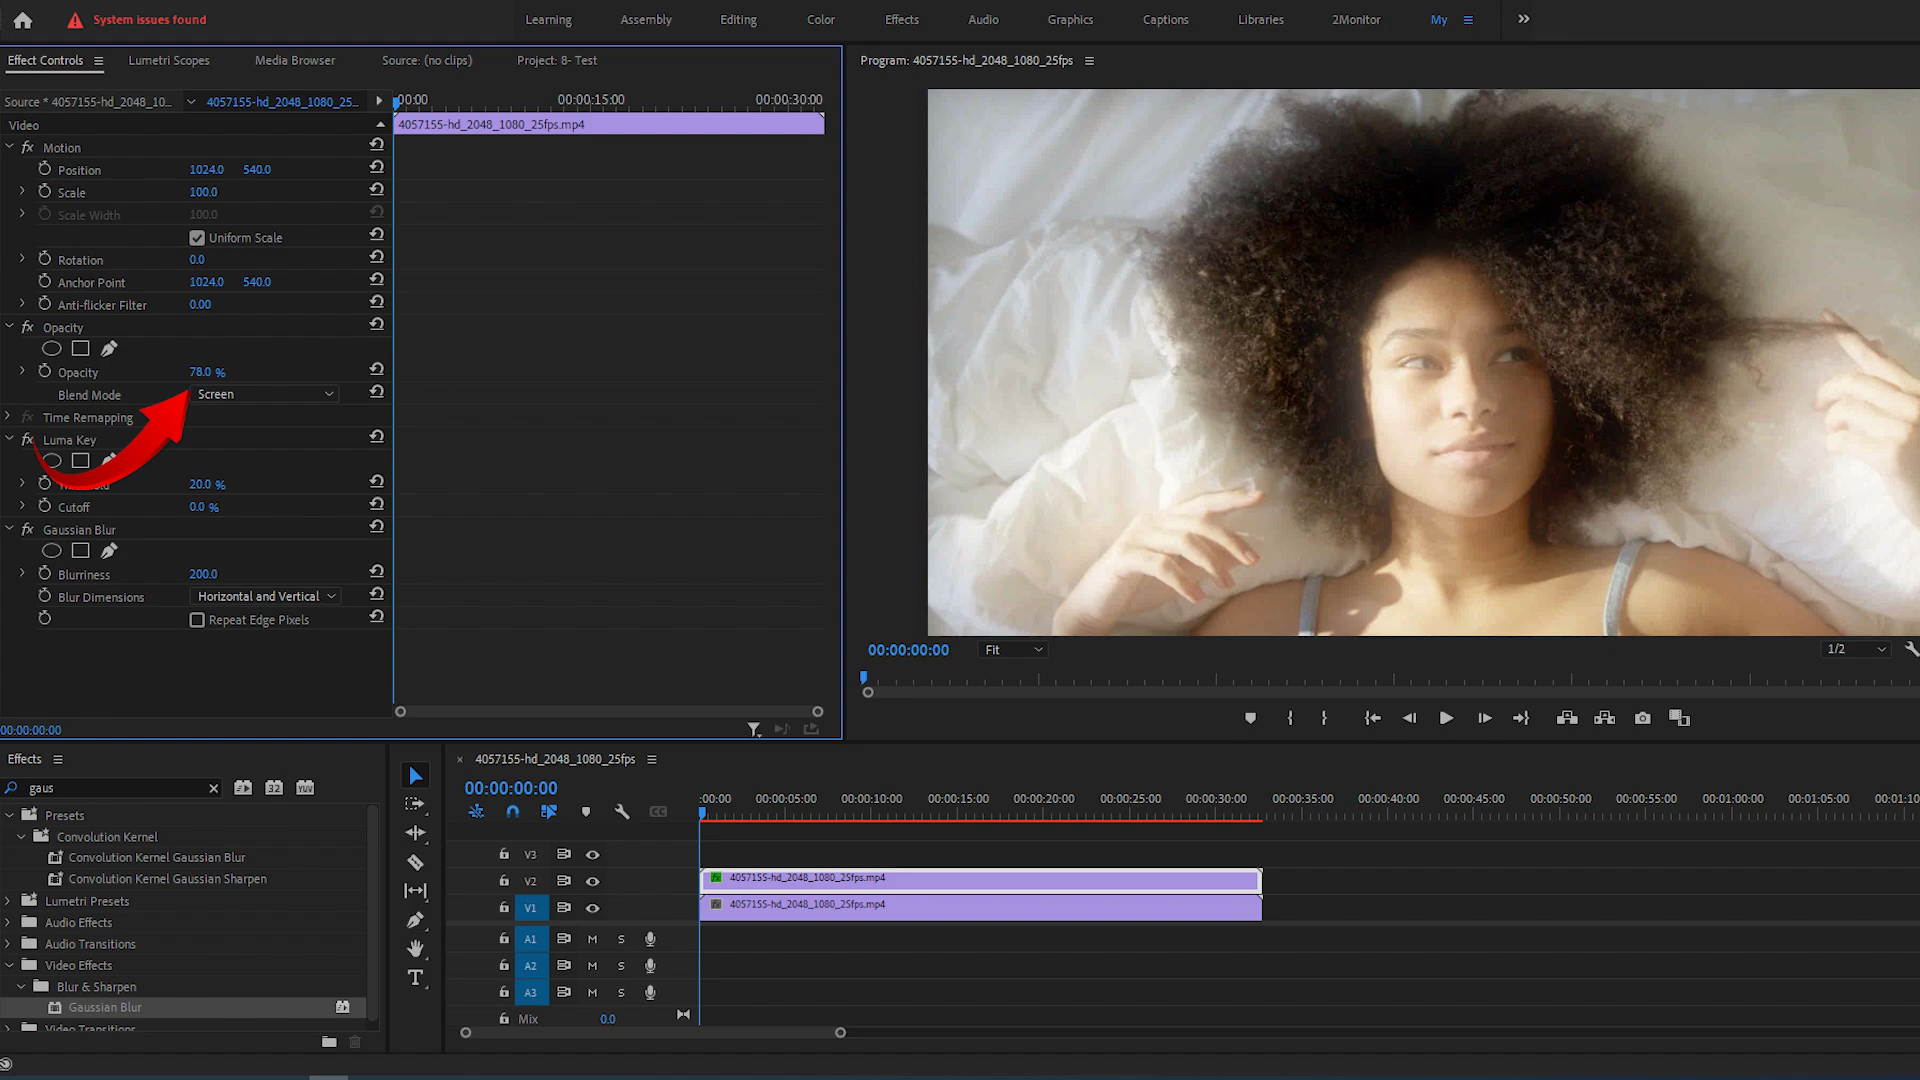 System issues found
Learning
Assembly
Editing
Color
Effects
Audio
Graphics
Captions
Libraries
2Monitor
My
Effect Controls
Lumetri Scopes
Media Browser
Source: (no clips)
Project: 8- Test
Source * 4057155-hd_2048_10...
4057155-hd_2048_1080_25...
:00:00
00:00:15:00
00:00:30:00
Video
4057155-hd_2048_1080_25fps.mp4
fx Motion
Position 1024.0 540.0
Scale 100.0
Scale Width 100.0
Uniform Scale
Rotation 0.0
Anchor Point 1024.0 540.0
Anti-flicker Filter 0.00
fx Opacity
Opacity 78.0 %
Blend Mode Screen
fx Time Remapping
fx Luma Key
20.0 %
Cutoff 0.0 %
fx Gaussian Blur
Blurriness 200.0
Blur Dimensions Horizontal and Vertical
Repeat Edge Pixels
00:00:00:00
Program: 4057155-hd_2048_1080_25fps
00:00:00:00
Fit
1/2
Effects
gaus
32
YUV
Presets
Convolution Kernel
Convolution Kernel Gaussian Blur
Convolution Kernel Gaussian Sharpen
Lumetri Presets
Audio Effects
Audio Transitions
Video Effects
Blur & Sharpen
Gaussian Blur
Video Transitions
T
× 4057155-hd_2048_1080_25fps
00:00:00:00
CC
:00:00
00:00:05:00
00:00:10:00
00:00:15:00
00:00:20:00
00:00:25:00
00:00:30:00
00:00:35:00
00:00:40:00
00:00:45:00
00:00:50:00
00:00:55:00
00:01:00:00
00:01:05:00
00:01:10
V3
V2
fx 4057155-hd_2048_1080_25fps.mp4
V1
fx 4057155-hd_2048_1080_25fps.mp4
A1 M S
A2 M S
A3 M S
Mix 0.0